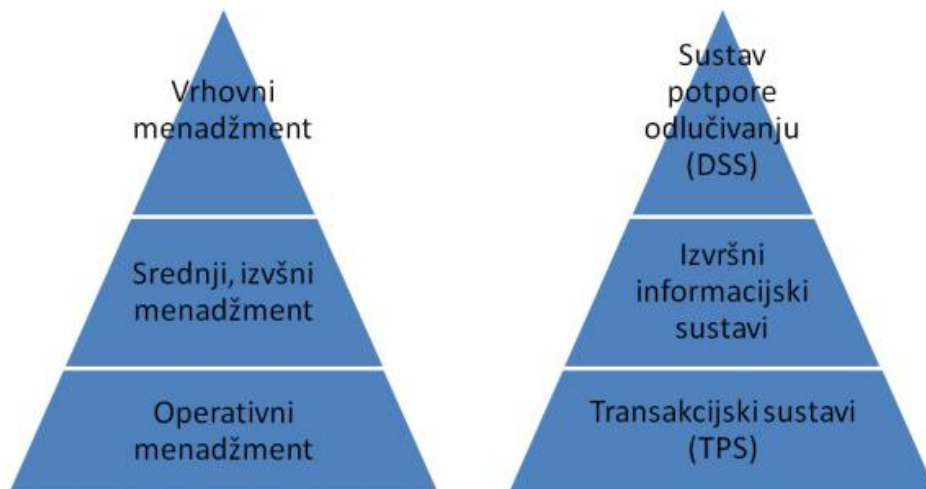 Vrhovni
menadžment
Srednji, izvšni
menadžment
Operativni
menadžment
Sustav
potpore
odlučivanju
(DSS)
Izvršni
informacijski
sustavi
Transakcijski sustavi
(TPS)